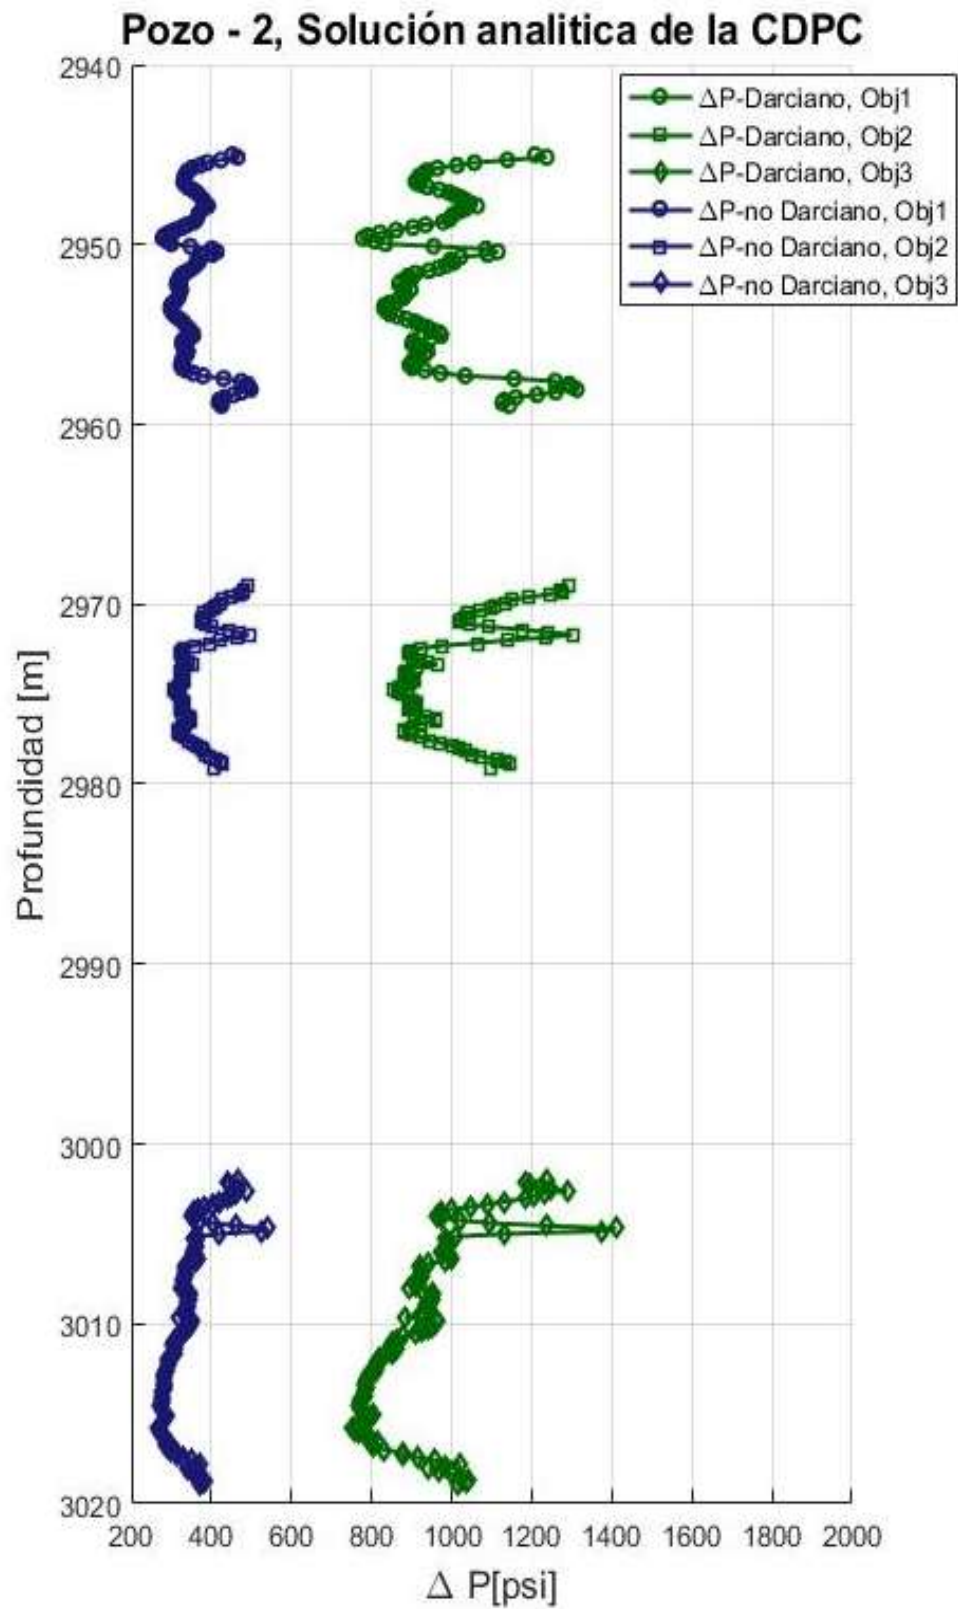 Pozo - 2, Solución analitica de la CDPC
2940
2950
2960
2970
2980
2990
3000
3010
3020
Profundidad [m]
200 400 600 800 1000 1200 1400 1600 1800 2000
Δ P[psi]
ΔP-Darciano, Obj1
ΔP-Darciano, Obj2
ΔP-Darciano, Obj3
ΔP-no Darciano, Obj1
ΔP-no Darciano, Obj2
ΔP-no Darciano, Obj3